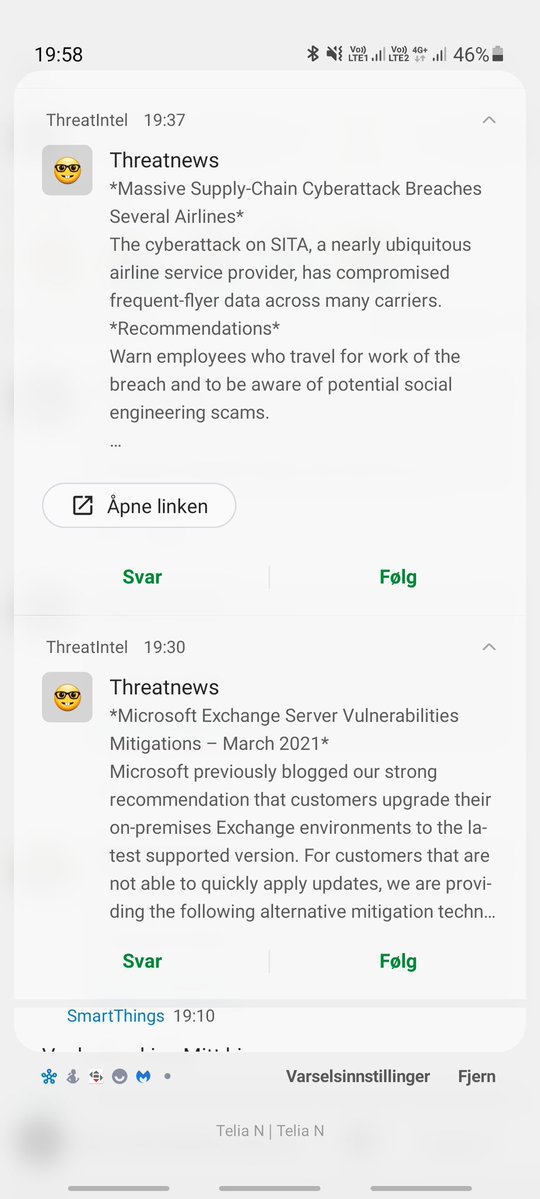 19:58
Vo)) LTE1 Vo)) LTE2 4G+ 46%
ThreatIntel 19:37
Threatnews
*Massive Supply-Chain Cyberattack Breaches
Several Airlines*
The cyberattack on SITA, a nearly ubiquitous
airline service provider, has compromised
frequent-flyer data across many carriers.
*Recommendations*
Warn employees who travel for work of the
breach and to be aware of potential social
engineering scams.
…
Åpne linken
Svar
Følg
ThreatIntel 19:30
Threatnews
*Microsoft Exchange Server Vulnerabilities
Mitigations – March 2021*
Microsoft previously blogged our strong
recommendation that customers upgrade their
on-premises Exchange environments to the la-
test supported version. For customers that are
not able to quickly apply updates, we are provi-
ding the following alternative mitigation techn…
Svar
Følg
SmartThings 19:10
Varselsinnstillinger
Fjern
Telia N | Telia N